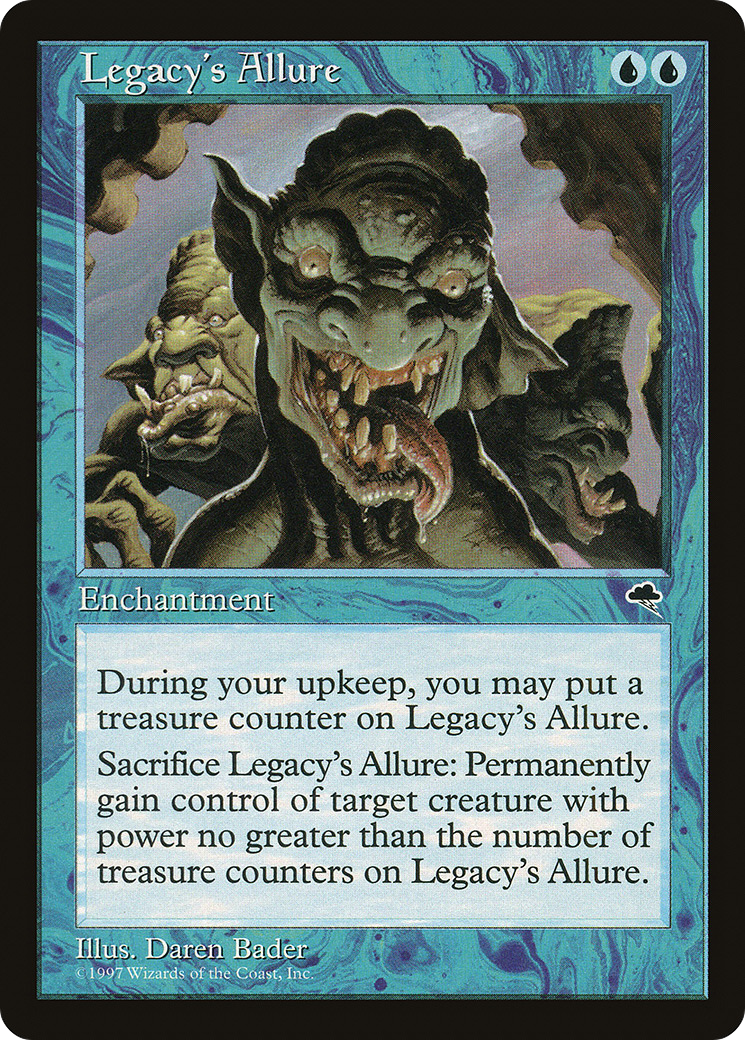 Legacy's Allure
Enchantment
During your upkeep, you may put a
treasure counter on Legacy's Allure.
Sacrifice Legacy's Allure: Permanently
gain control of target creature with
power no greater than the number of
treasure counters on Legacy's Allure.
Illus. Daren Bader
©1997 Wizards of the Coast, Inc.